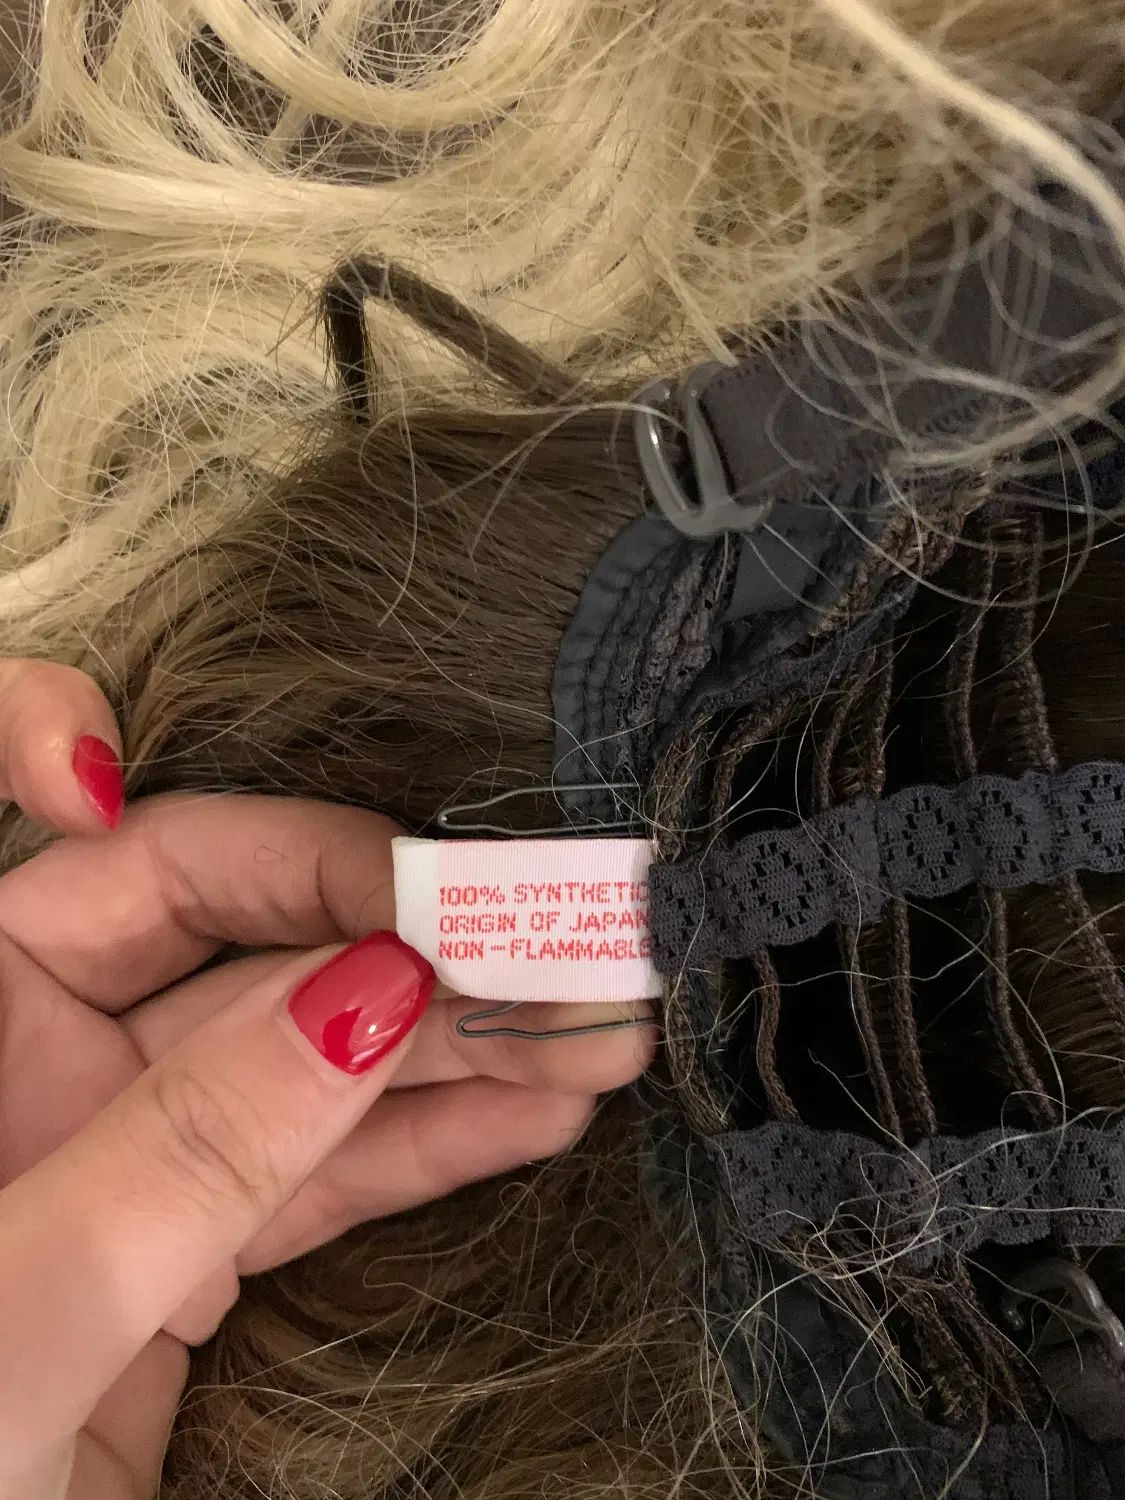 100% SYNTHETIC
ORIGIN OF JAPAN
NON-FLAMMABLE